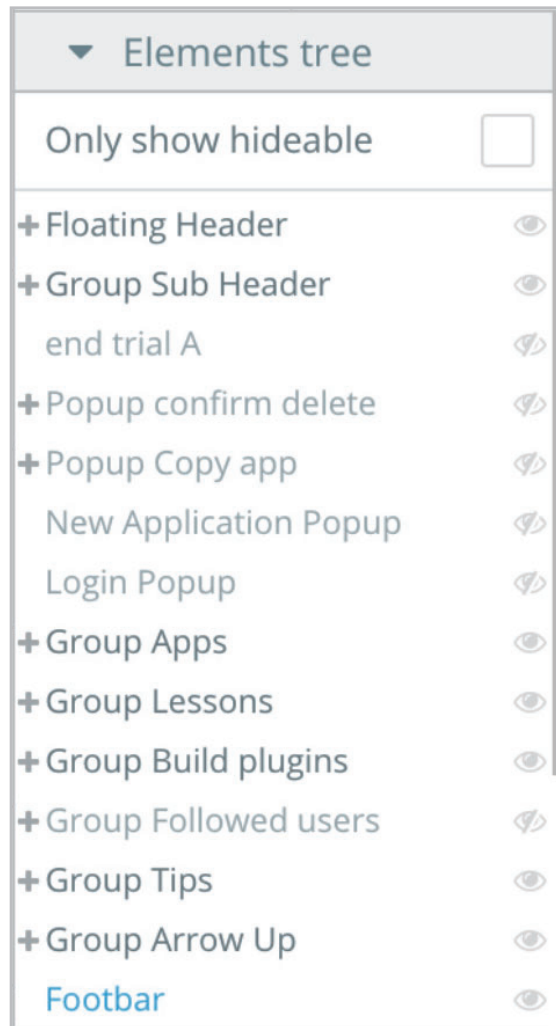 Elements tree
Only show hideable
Floating Header
Group Sub Header
end trial A
Popup confirm delete
Popup Copy app
New Application Popup
Login Popup
Group Apps
Group Lessons
Group Build plugins
Group Followed users
Group Tips
Group Arrow Up
Footbar